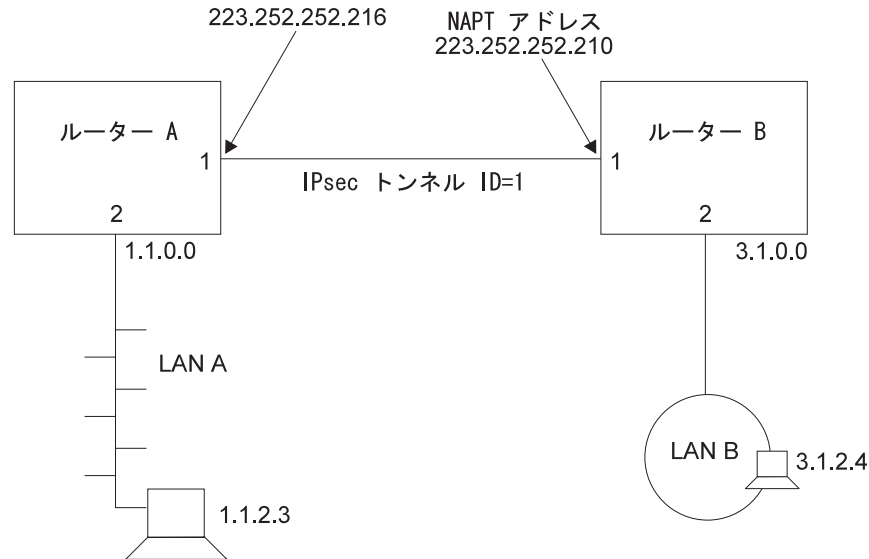 223.252.252.216
NAPT アドレス
223.252.252.210
ルーター A
1
2
IPsec トンネル ID=1
ルーター B
1
2
1.1.0.0
3.1.0.0
LAN A
1.1.2.3
LAN B
3.1.2.4